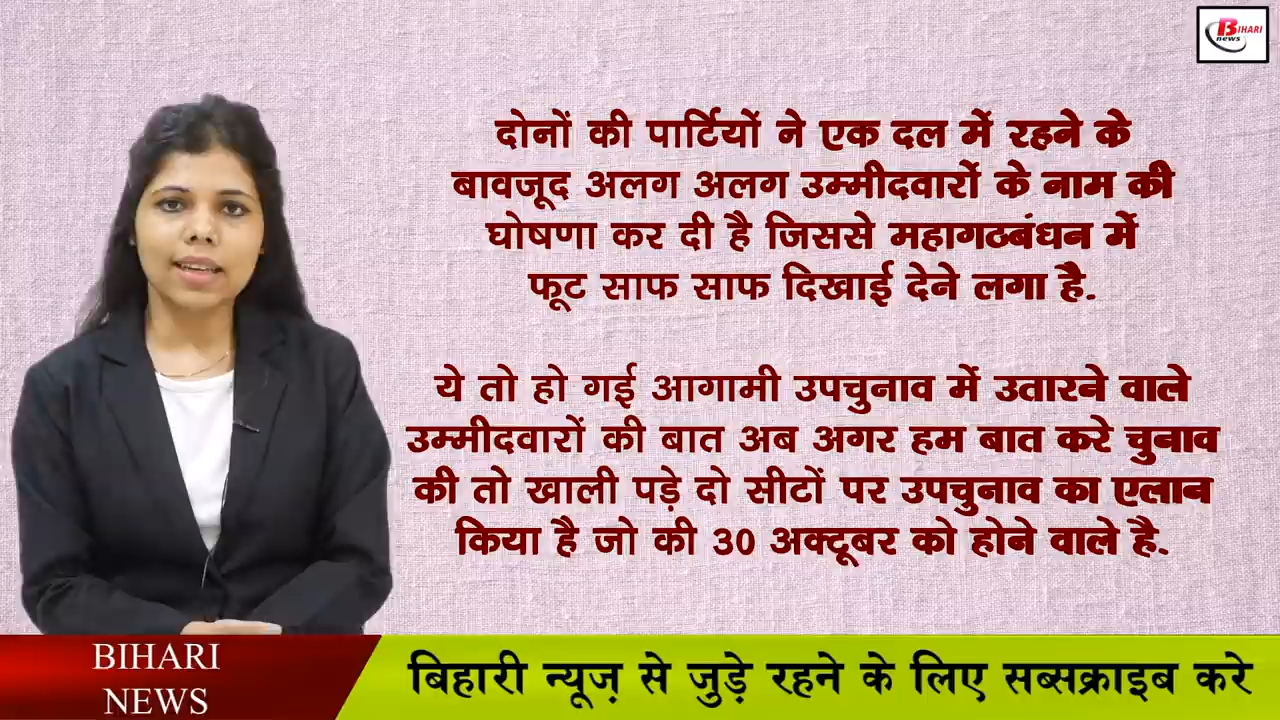 BIHARI
news
दोनों की पार्टियों ने एक दल में रहने के
बावजूद अलग अलग उम्मीदवारों के नाम की
घोषणा कर दी है जिससे महागठबंधन में
फूट साफ साफ दिखाई देने लगा है.
ये तो हो गई आगामी उपचुनाव में उतारने वाले
उम्मीदवारों की बात अब अगर हम बात करे चुनाव
की तो खाली पड़े दो सीटों पर उपचुनाव का एलान
किया है जो की 30 अक्टूबर को होने वाले है.
BIHARI
NEWS
बिहारी न्यूज़ से जुड़े रहने के लिए सब्सक्राइब करे